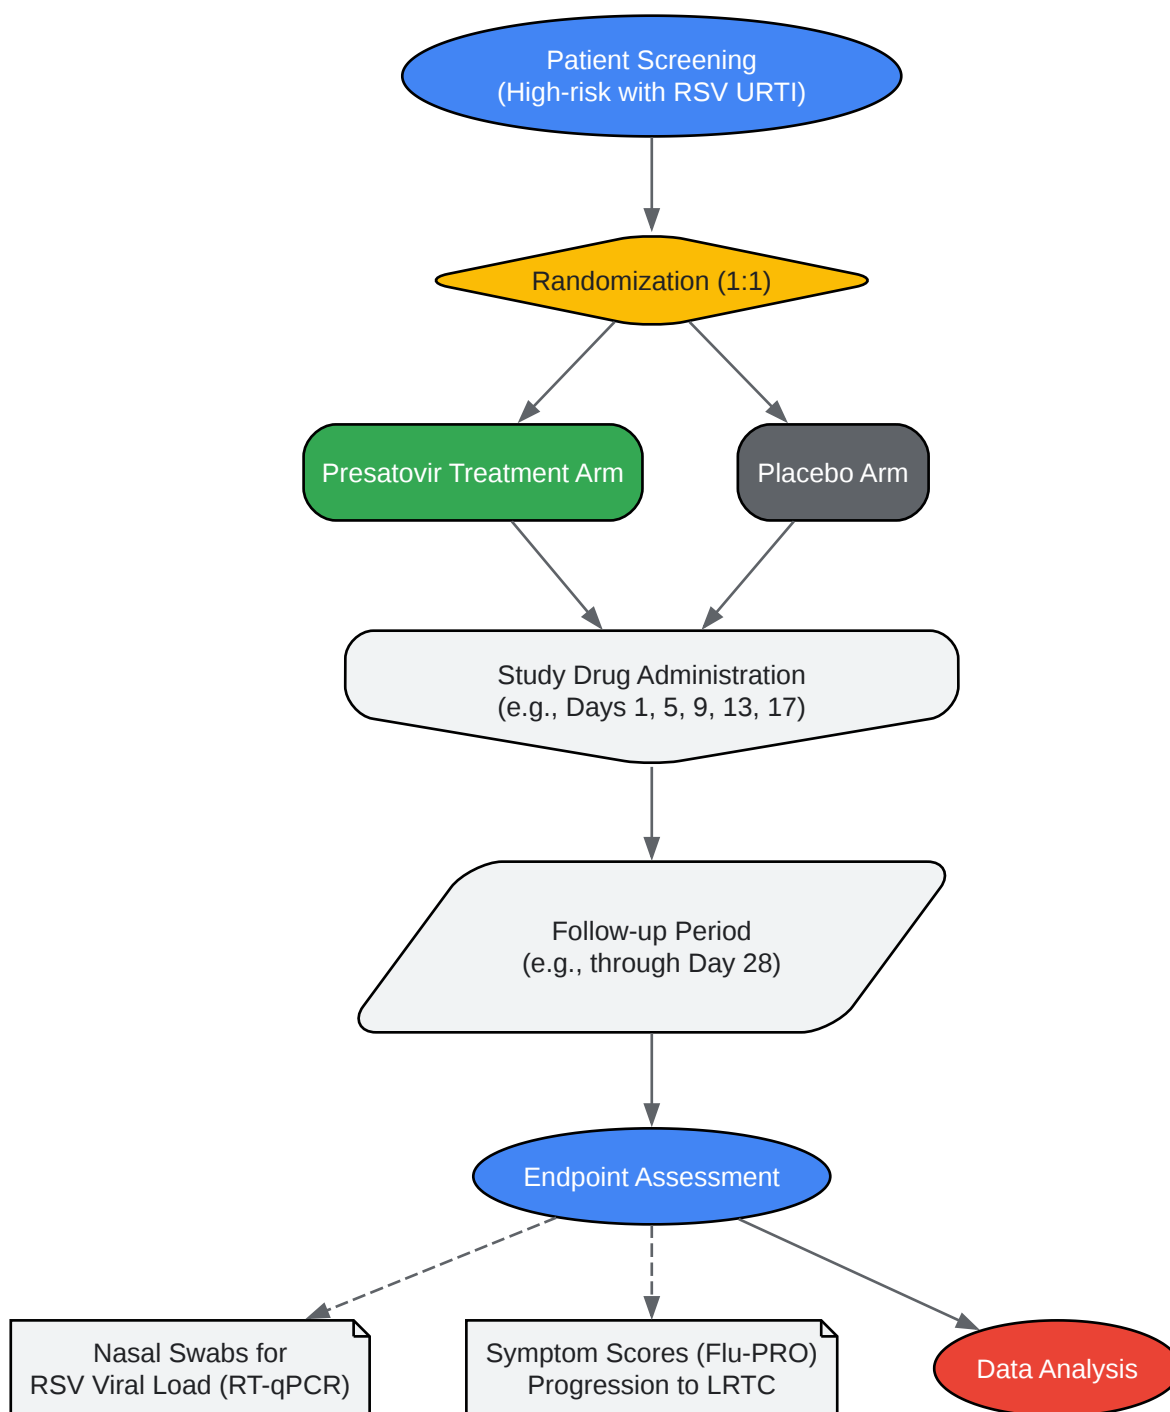 Patient Screening
(High-risk with RSV URTI)
Randomization (1:1)
Presatovir Treatment Arm
Placebo Arm
Study Drug Administration
(e.g., Days 1, 5, 9, 13, 17)
Follow-up Period
(e.g., through Day 28)
Endpoint Assessment
Nasal Swabs for
RSV Viral Load (RT-qPCR)
Symptom Scores (Flu-PRO)
Progression to LRTC
Data Analysis